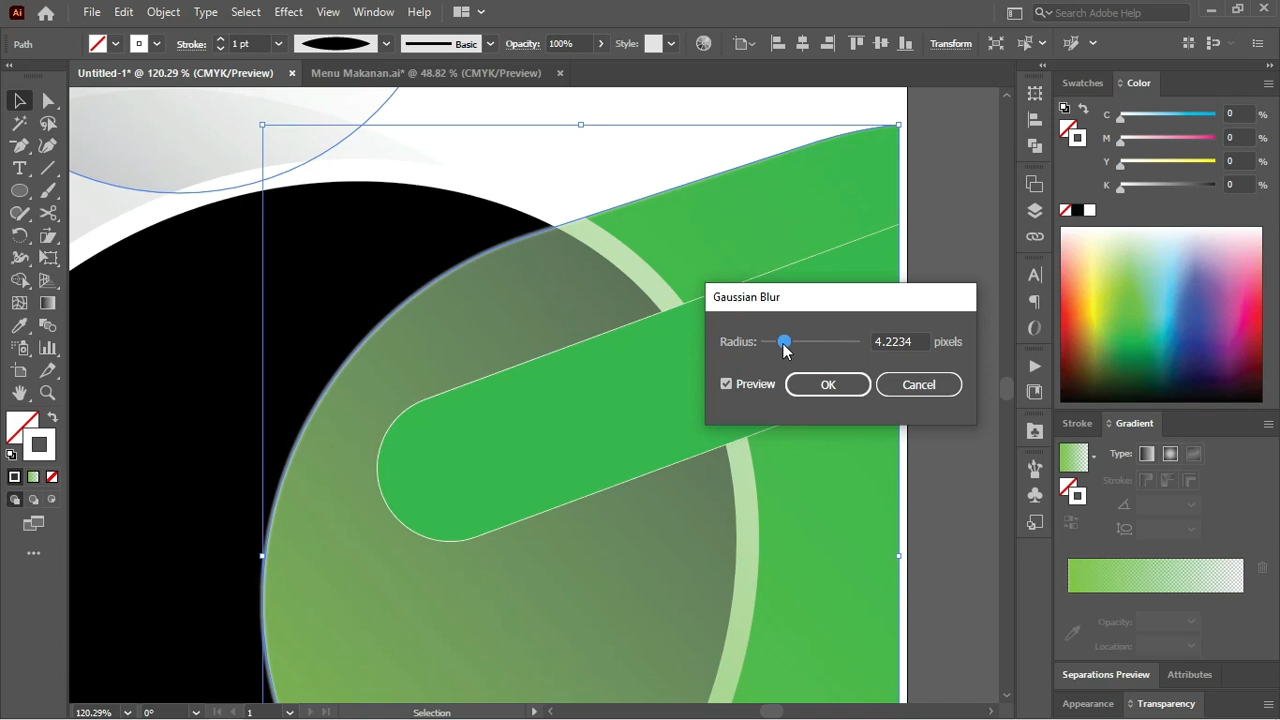 Ai File Edit Object Type Select Effect View Window Help Search Adobe Help
Path Stroke: 1 pt Basic Opacity: 100% Style: Transform
Untitled-1* @ 120.29 % (CMYK/Preview) × Menu Makanan.ai* @ 48.82 % (CMYK/Preview) ×
Swatches Color
C 0 %
M 0 %
Y 0 %
K 0 %
Gaussian Blur
Radius: 4.2234 pixels
Preview OK Cancel
Stroke Gradient
Type:
Stroke:
Opacity:
Location:
Separations Preview Attributes
Apprearance Transparency
120.29% 0° 1 Selection